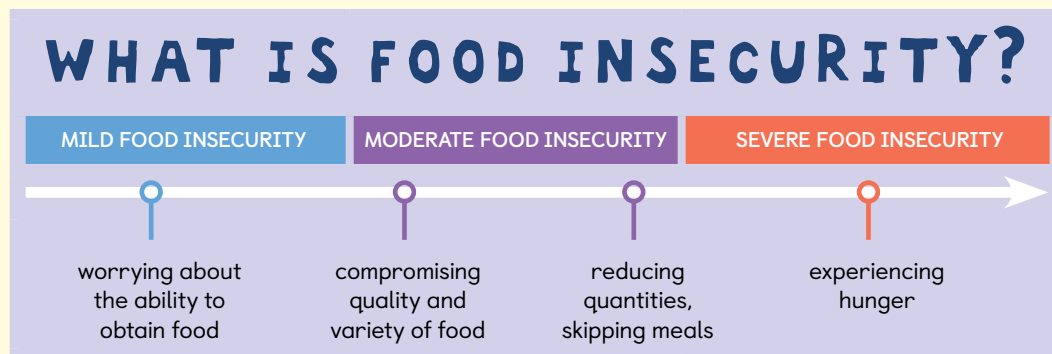 WHAT IS FOOD INSECURITY?
MILD FOOD INSECURITY
MODERATE FOOD INSECURITY
SEVERE FOOD INSECURITY
worrying about
the ability to
obtain food
compromising
quality and
variety of food
reducing
quantities,
skipping meals
experiencing
hunger